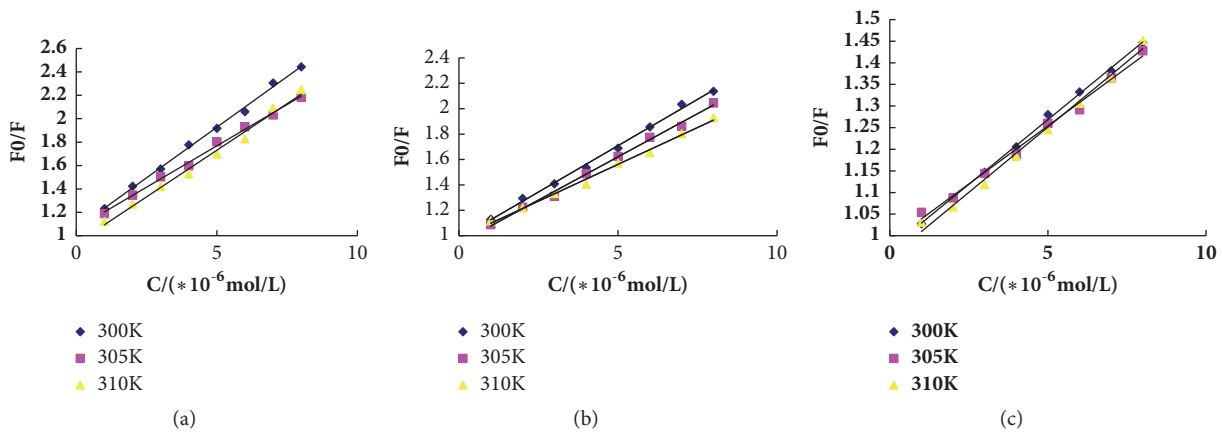 2.6
2.4
2.2
2
1.8
1.6
1.4
1.2
1
F0/F
0
5
10
C/(∗10-6mol/L)
300K
305K
310K
(a)
2.4
2.2
2
1.8
1.6
1.4
1.2
1
F0/F
0
5
10
C/(∗10-6mol/L)
300K
305K
310K
(b)
1.5
1.45
1.4
1.35
1.3
1.25
1.2
1.15
1.1
1.05
1
F0/F
0
5
10
C/(∗10-6mol/L)
300K
305K
310K
(c)